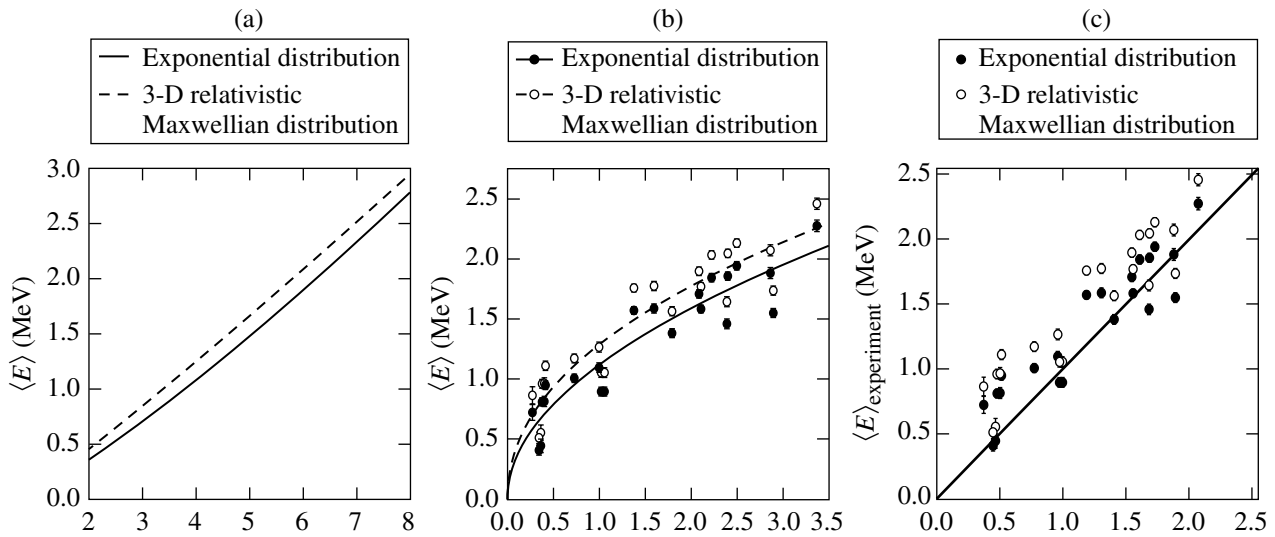 (a)
Exponential distribution
3-D relativistic
Maxwellian distribution
⟨E⟩ (MeV)
3.0
2.5
2.0
1.5
1.0
0.5
0.0
2 3 4 5 6 7 8
(b)
Exponential distribution
3-D relativistic
Maxwellian distribution
⟨E⟩ (MeV)
2.5
2.0
1.5
1.0
0.5
0.0
0.0 0.5 1.0 1.5 2.0 2.5 3.0 3.5
(c)
Exponential distribution
3-D relativistic
Maxwellian distribution
⟨E⟩experiment (MeV)
2.5
2.0
1.5
1.0
0.5
0
0.0 0.5 1.0 1.5 2.0 2.5